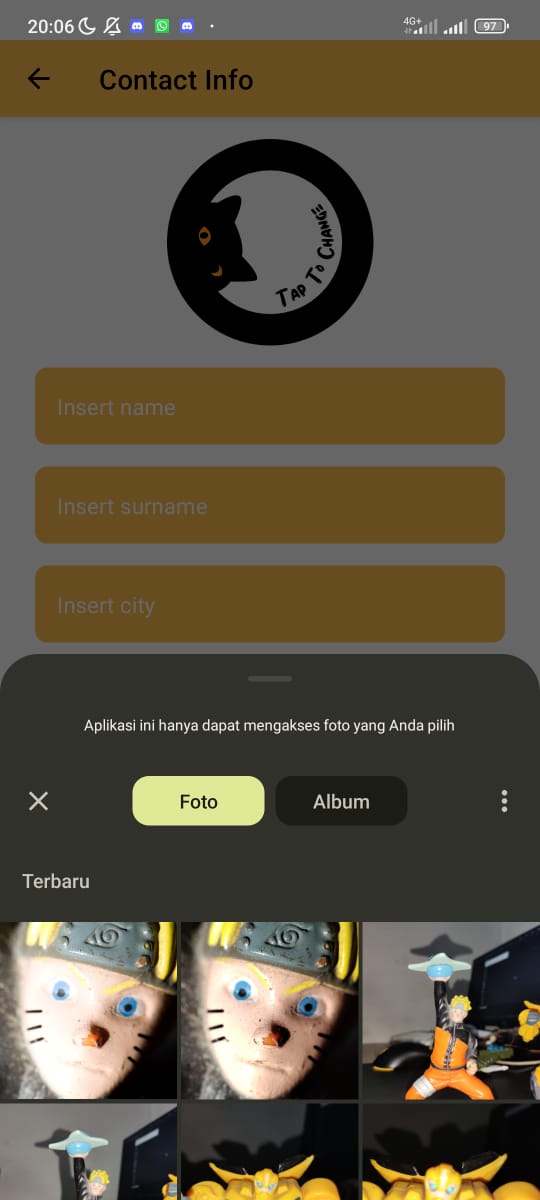 20:06
4G+
97
Contact Info
TAP TO CHANGE
Insert name
Insert surname
Insert city
Aplikasi ini hanya dapat mengakses foto yang Anda pilih
Foto
Album
Terbaru